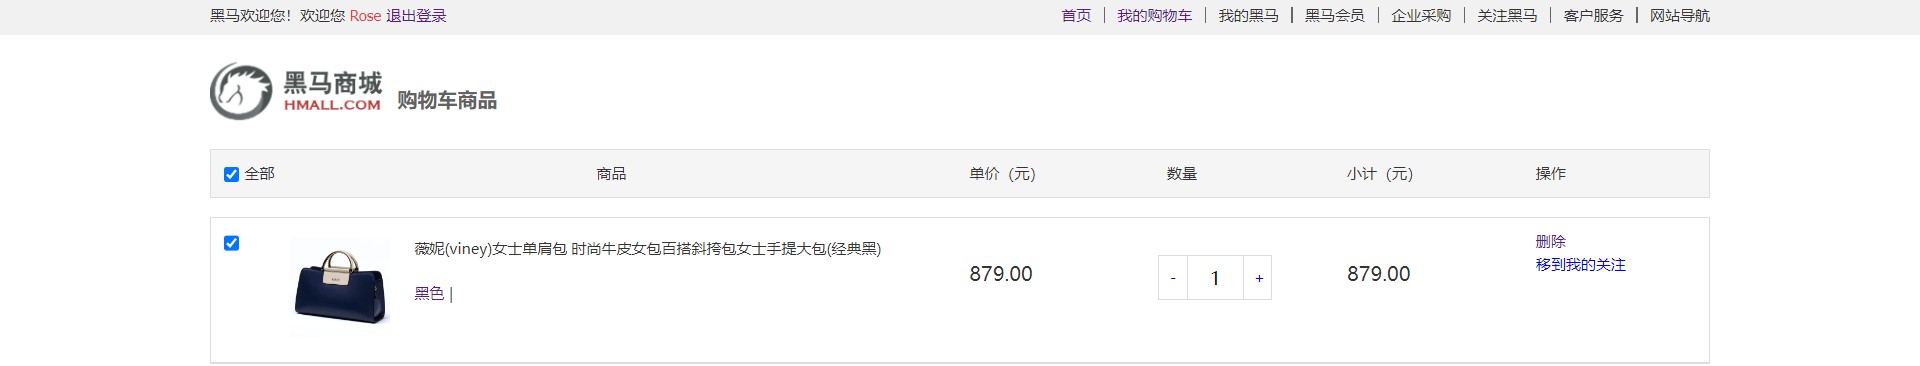 黑马欢迎您！欢迎您 Rose 退出登录 首页 | 我的购物车 | 我的黑马 | 黑马会员 | 企业采购 | 关注黑马 | 客户服务 | 网站导航
黑马商城
HMALL.COM 购物车商品
全部 商品 单价（元） 数量 小计（元） 操作
薇妮(viney)女士单肩包 时尚牛皮女包百搭斜挎包女士手提大包(经典黑)
黑色 |
879.00 - 1 + 879.00
删除
移到我的关注